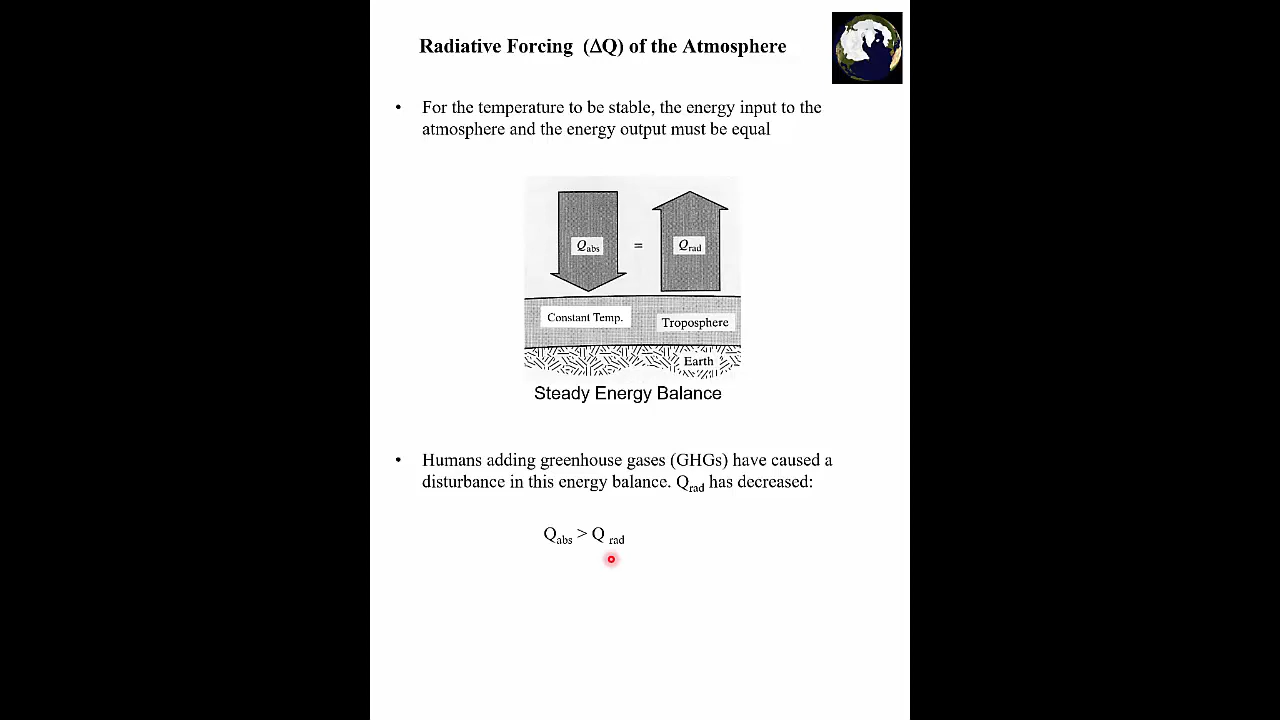 Radiative Forcing (ΔQ) of the Atmosphere
• For the temperature to be stable, the energy input to the
atmosphere and the energy output must be equal
Qabs = Qrad
Constant Temp. Troposphere
Earth
Steady Energy Balance
• Humans adding greenhouse gases (GHGs) have caused a
disturbance in this energy balance. Qrad has decreased:
Qabs > Q rad